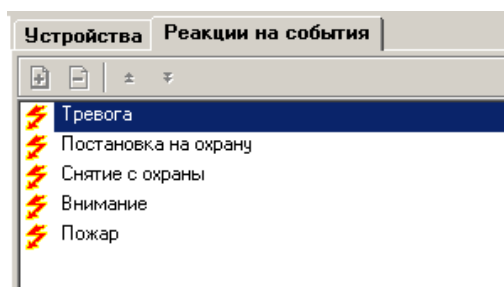 Устройства Реакции на события
Тревога
Постановка на охрану
Снятие с охраны
Внимание
Пожар